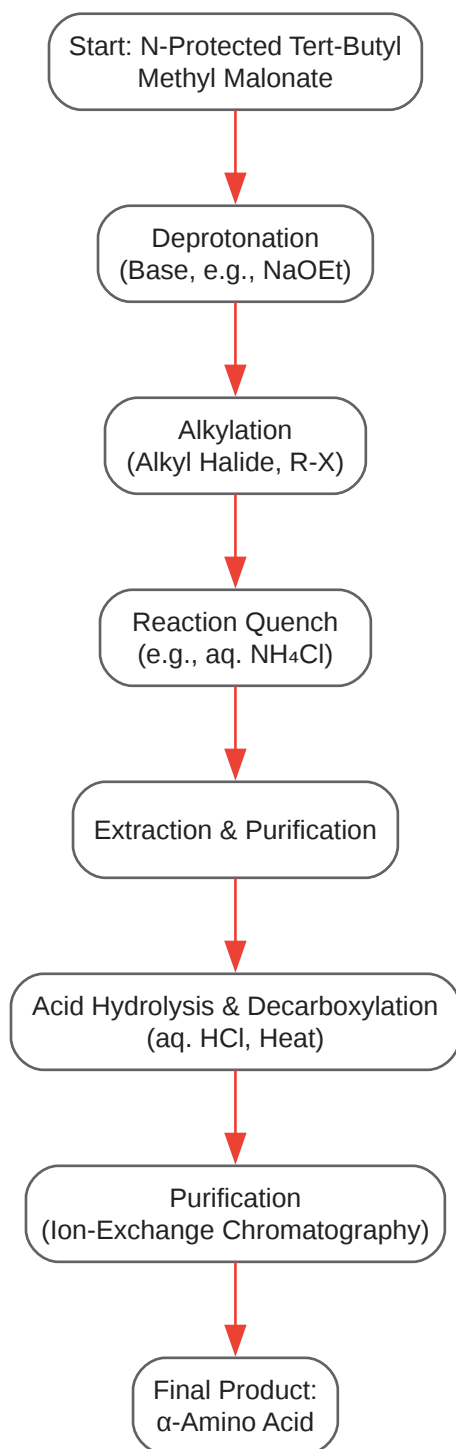 Start: N-Protected Tert-Butyl
Methyl Malonate
Deprotonation
(Base, e.g., NaOEt)
Alkylation
(Alkyl Halide, R-X)
Reaction Quench
(e.g., aq. NH₄Cl)
Extraction & Purification
Acid Hydrolysis & Decarboxylation
(aq. HCl, Heat)
Purification
(Ion-Exchange Chromatography)
Final Product:
α-Amino Acid